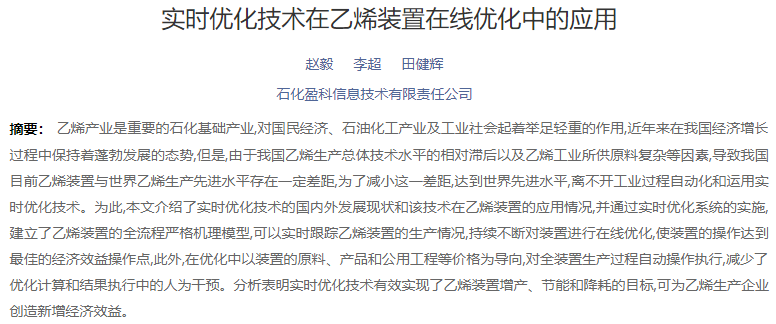 实时优化技术在乙烯装置在线优化中的应用
赵毅 李超 田健辉
石化盈科信息技术有限责任公司
摘要： 乙烯产业是重要的石化基础产业,对国民经济、石油化工产业及工业社会起着举足轻重的作用,近年来在我国经济增长
过程中保持着蓬勃发展的态势,但是,由于我国乙烯生产总体技术水平的相对滞后以及乙烯工业所供原料复杂等因素,导致我国
目前乙烯装置与世界乙烯生产先进水平存在一定差距,为了减小这一差距,达到世界先进水平,离不开工业过程自动化和运用实
时优化技术。为此,本文介绍了实时优化技术的国内外发展现状和该技术在乙烯装置的应用情况,并通过实时优化系统的实施,
建立了乙烯装置的全流程严格机理模型,可以实时跟踪乙烯装置的生产情况,持续不断对装置进行在线优化,使装置的操作达到
最佳的经济效益操作点,此外,在优化中以装置的原料、产品和公用工程等价格为导向,对全装置生产过程自动操作执行,减少了
优化计算和结果执行中的人为干预。分析表明实时优化技术有效实现了乙烯装置增产、节能和降耗的目标,可为乙烯生产企业
创造新增经济效益。